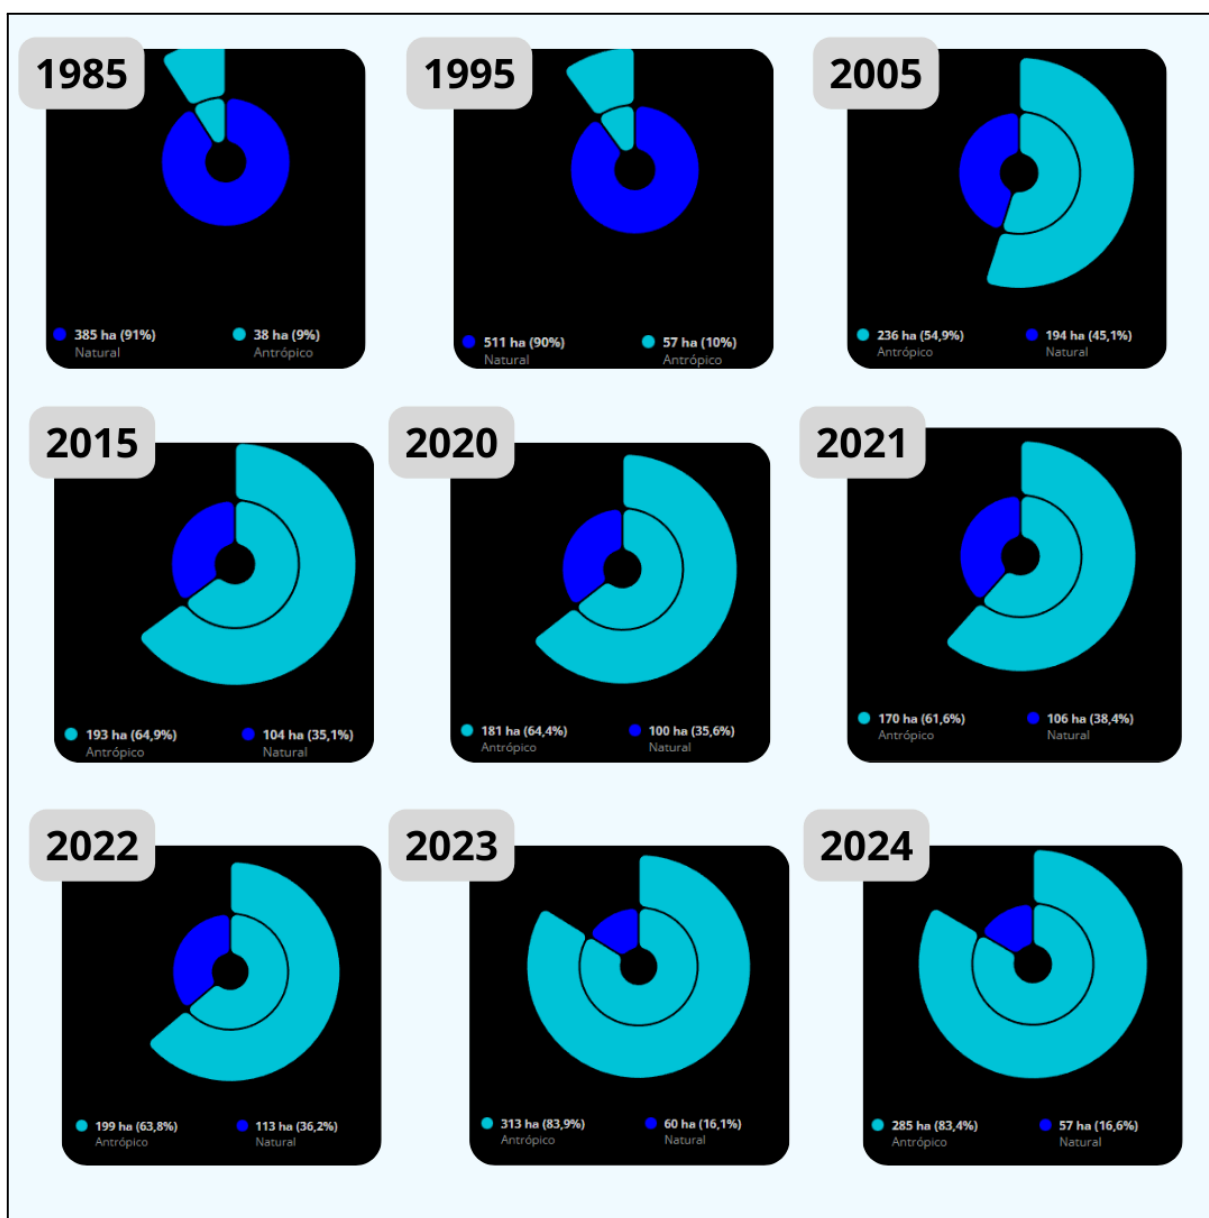 1985
1995
2005
385 ha (91%)
Natural
38 ha (9%)
Antrópico
511 ha (90%)
Natural
57 ha (10%)
Antrópico
236 ha (54,9%)
Antrópico
194 ha (45,1%)
Natural
2015
2020
2021
193 ha (64,9%)
Antrópico
104 ha (35,1%)
Natural
181 ha (64,4%)
Antrópico
100 ha (35,6%)
Natural
170 ha (61,6%)
Antrópico
106 ha (38,4%)
Natural
2022
2023
2024
199 ha (63,8%)
Antrópico
113 ha (36,2%)
Natural
313 ha (83,9%)
Antrópico
60 ha (16,1%)
Natural
285 ha (83,4%)
Antrópico
57 ha (16,6%)
Natural